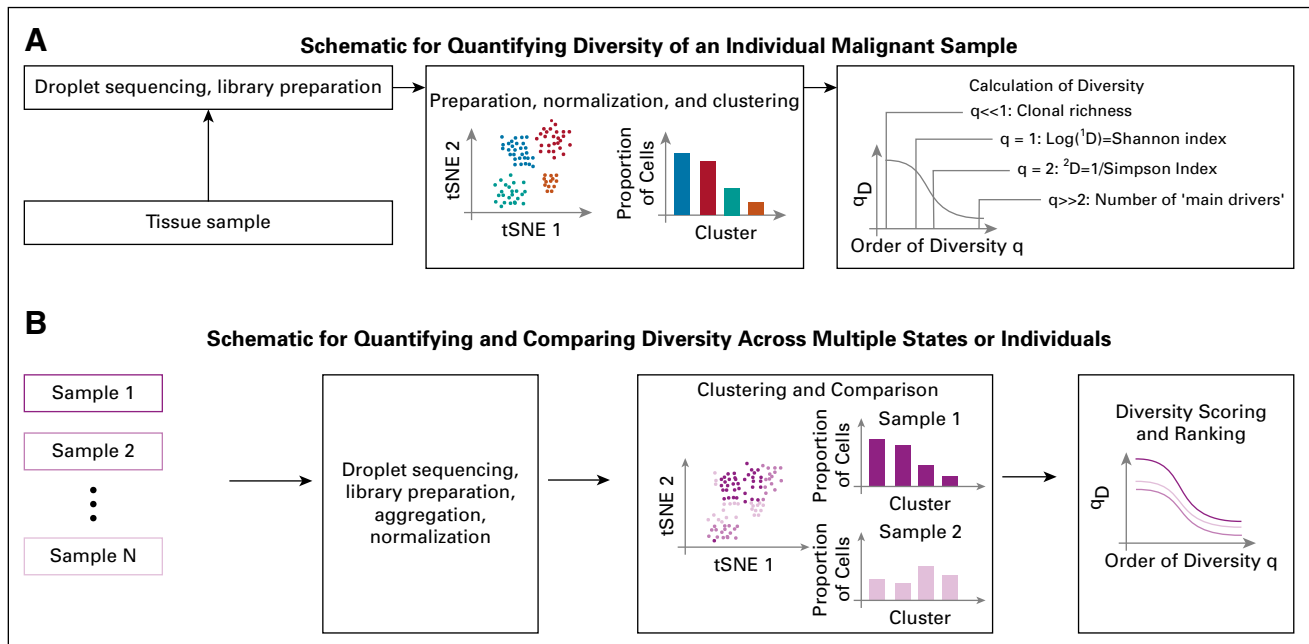 A
Schematic for Quantifying Diversity of an Individual Malignant Sample
Droplet sequencing, library preparation
Tissue sample
Preparation, normalization, and clustering
tSNE 2
tSNE 1
Proportion
of Cells
Cluster
Calculation of Diversity
q<<1: Clonal richness
q = 1: Log(¹D)=Shannon index
q = 2: ²D=1/Simpson Index
q>>2: Number of 'main drivers'
qD
Order of Diversity q
B
Schematic for Quantifying and Comparing Diversity Across Multiple States or Individuals
Sample 1
Sample 2
Sample N
Droplet sequencing,
library preparation,
aggregation,
normalization
Clustering and Comparison
tSNE 2
tSNE 1
Sample 1
Proportion
of Cells
Cluster
Sample 2
Proportion
of Cells
Cluster
Diversity Scoring
and Ranking
qD
Order of Diversity q